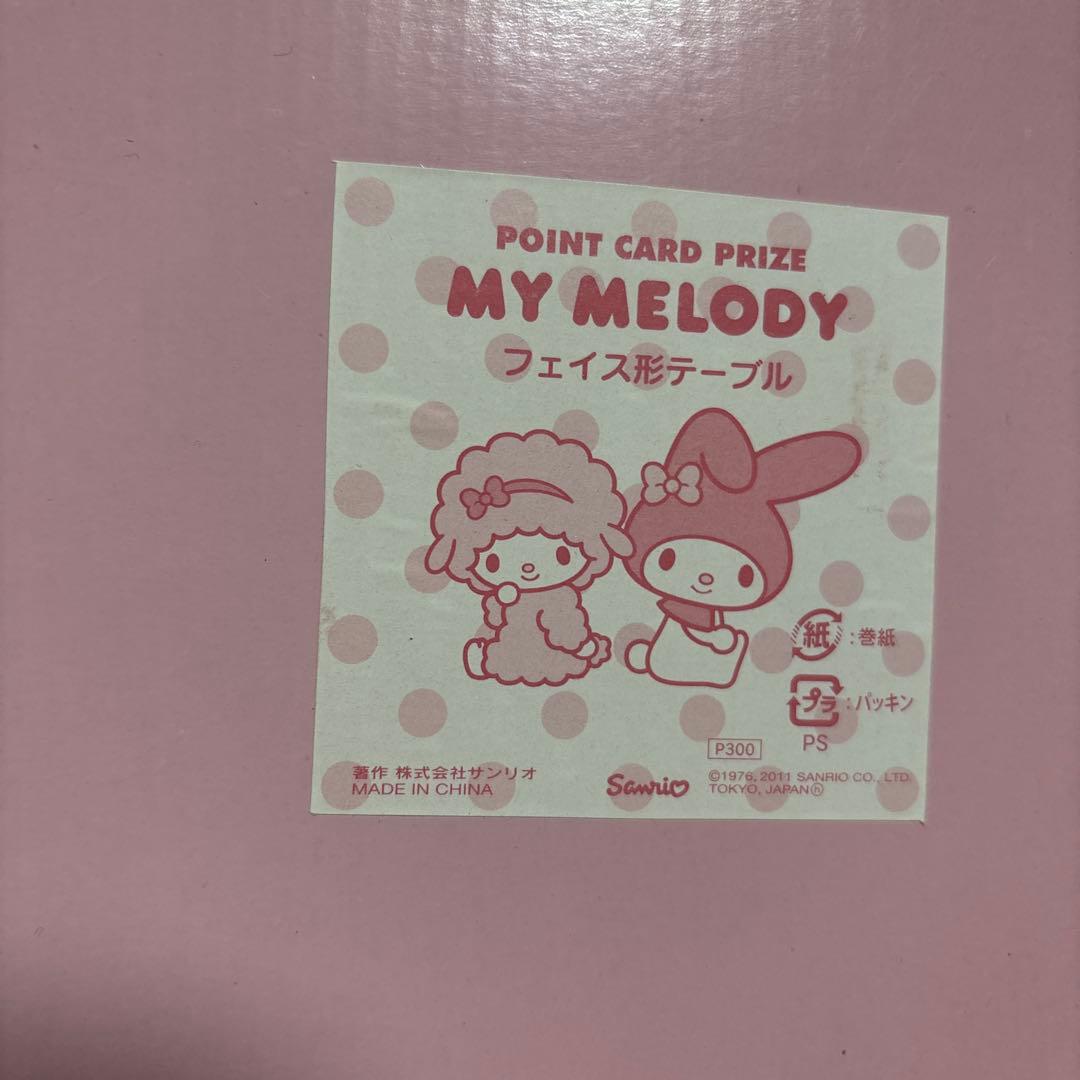 POINT CARD PRIZE
MY MELODY
フェイス形テーブル
紙:巻紙
プラ:パッキン
PS
P300
著作 株式会社サンリオ
MADE IN CHINA
Sanrio
©1976, 2011 SANRIO CO., LTD.
TOKYO, JAPAN ⓗ